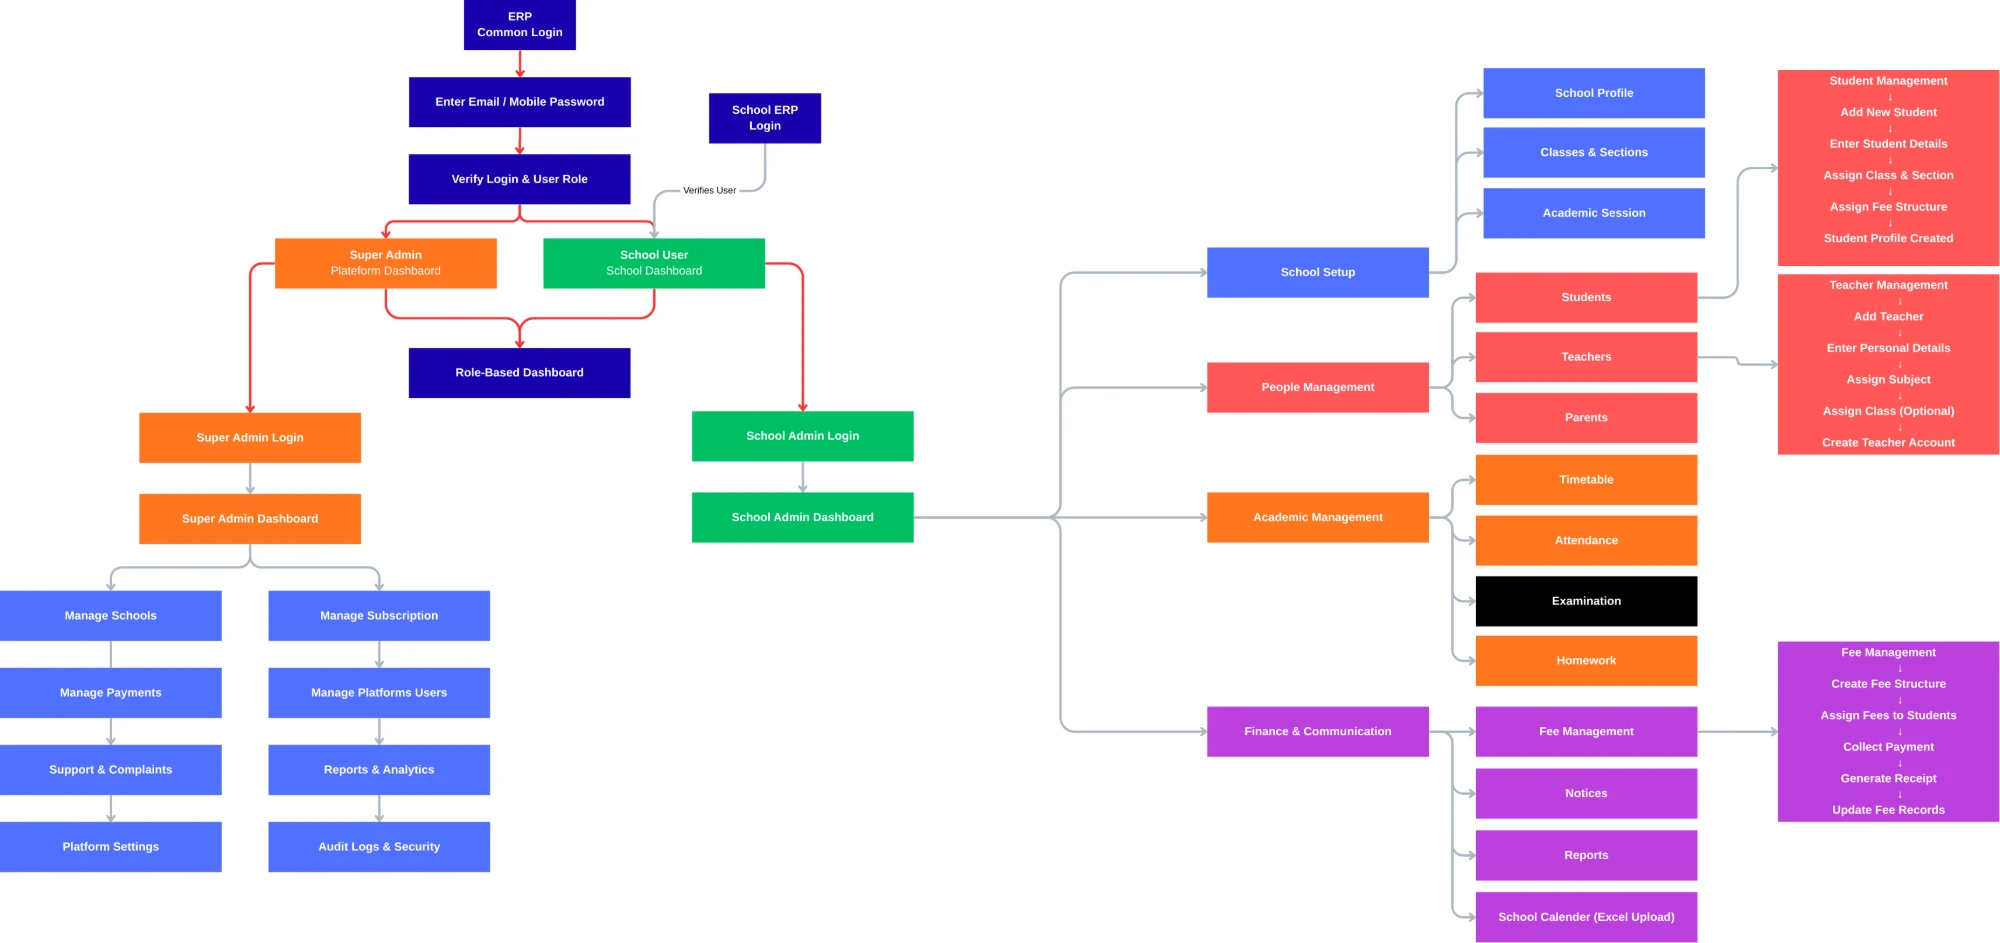 ERP
Common Login
Enter Email / Mobile Password
School ERP
Login
Verify Login & User Role
Verifies User
Super Admin
Plateform Dashbaord
School User
School Dashboard
Role-Based Dashboard
Super Admin Login
Super Admin Dashboard
Manage Schools
Manage Payments
Support & Complaints
Platform Settings
Manage Subscription
Manage Platforms Users
Reports & Analytics
Audit Logs & Security
School Admin Login
School Admin Dashboard
School Setup
People Management
Academic Management
Finance & Communication
School Profile
Classes & Sections
Academic Session
Students
Teachers
Parents
Timetable
Attendance
Examination
Homework
Fee Management
Notices
Reports
School Calender (Excel Upload)
Student Management
↓
Add New Student
↓
Enter Student Details
↓
Assign Class & Section
↓
Assign Fee Structure
↓
Student Profile Created
Teacher Management
↓
Add Teacher
↓
Enter Personal Details
↓
Assign Subject
↓
Assign Class (Optional)
↓
Create Teacher Account
Fee Management
↓
Create Fee Structure
↓
Assign Fees to Students
↓
Collect Payment
↓
Generate Receipt
↓
Update Fee Records